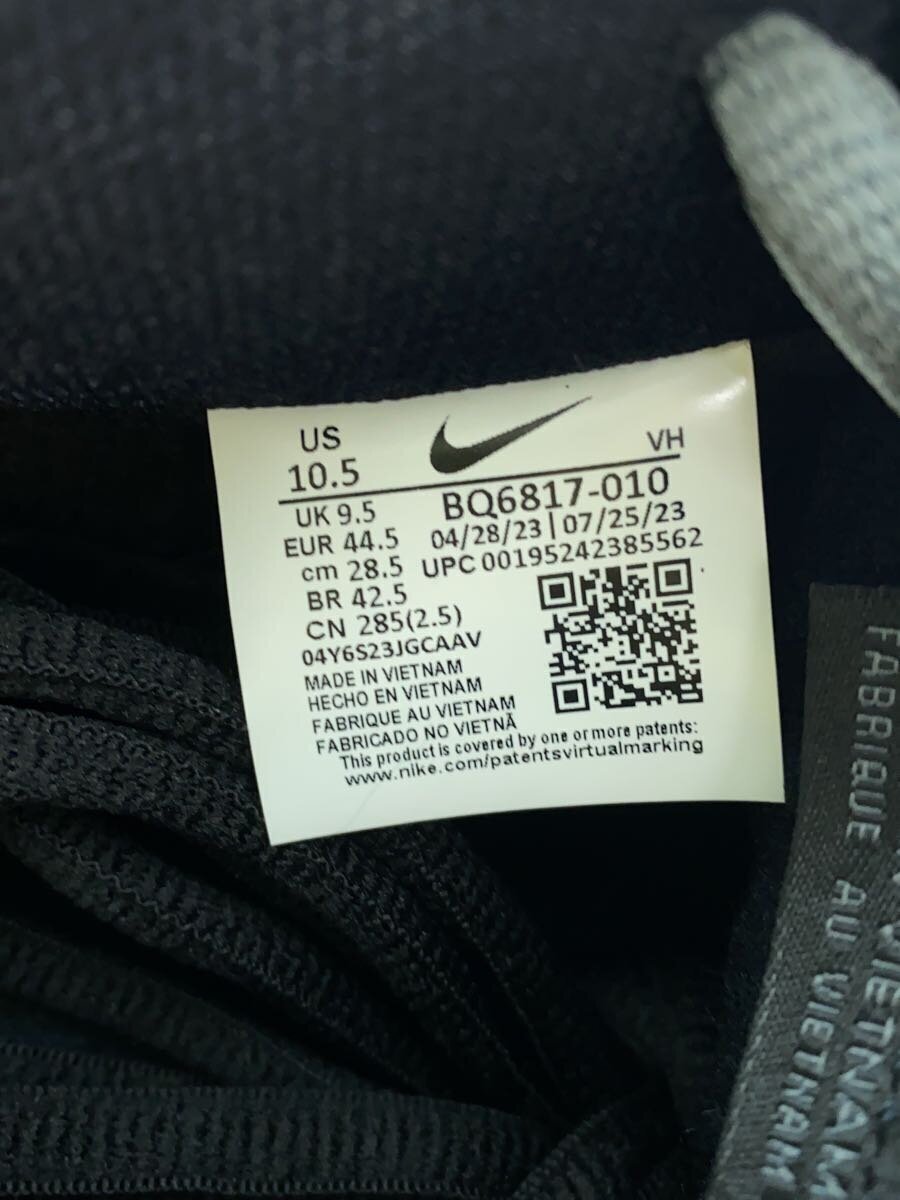 US
10.5
VH
UK 9.5
EUR 44.5
cm 28.5
BR 42.5
CN 285(2.5)
BQ6817-010
04/28/23 | 07/25/23
UPC 00195242385562
04Y6S23JGCAAV
MADE IN VIETNAM
HECHO EN VIETNAM
FABRIQUE AU VIETNAM
FABRICADO NO VIETNÃ
This product is covered by one or more patents:
www.nike.com/patentsvirtualmarking
VIETNAM
FABRIQUE AU VIETNAM